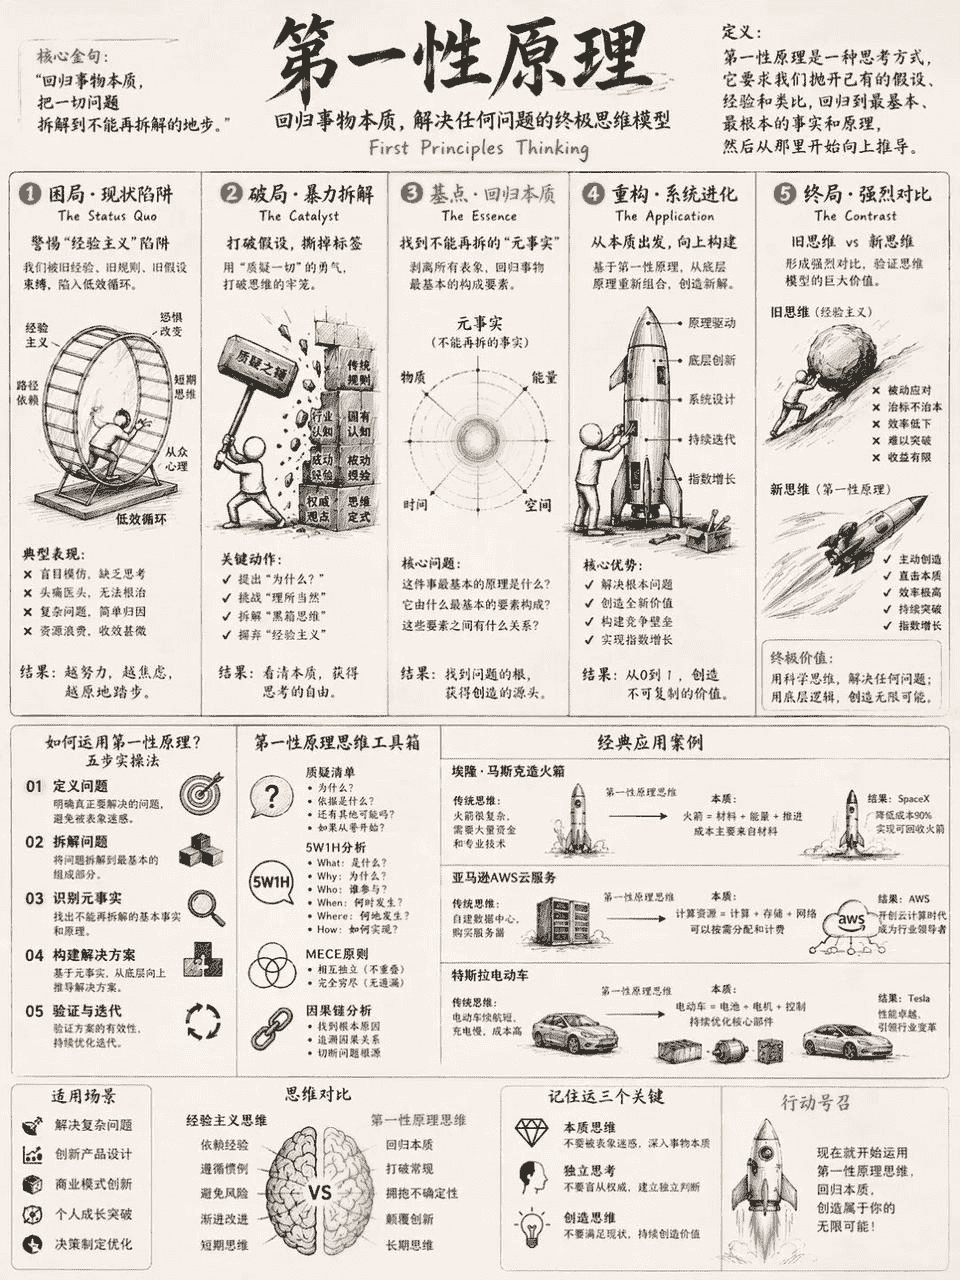 核心金句：
“回归事物本质，
把一切问题
拆解到不能再拆解的地步。”
第一性原理
回归事物本质，解决任何问题的终极思维模型
First Principles Thinking
定义：
第一性原理是一种思考方式，
它要求我们抛开已有的假设、
经验和类比，回归到最基本、
最根本的事实和原理，
然后从那里开始向上推导。
1 困局·现状陷阱
The Status Quo
警惕“经验主义”陷阱
我们被旧经验、旧规则、旧假设
束缚，陷入低效循环。
经验
主义
恐惧
改变
路径
依赖
短期
思维
从众
心理
低效循环
典型表现：
× 盲目模仿，缺乏思考
× 头痛医头，无法根治
× 复杂问题，简单归因
× 资源浪费，收效甚微
结果：越努力，越焦虑，
越原地踏步。
2 破局·暴力拆解
The Catalyst
打破假设，撕掉标签
用“质疑一切”的勇气，
打破思维的牢笼。
质疑之锤
传统
规则
行业
认知
固有
认知
成功
经验
被动
权威
观点
思维
定式
关键动作：
✓ 提出“为什么？”
✓ 挑战“理所当然”
✓ 拆解“黑箱思维”
✓ 摒弃“经验主义”
结果：看清本质，获得
思考的自由。
3 基点·回归本质
The Essence
找到不能再拆的“元事实”
剥离所有表象，回归事物
最基本的构成要素。
元事实
（不能再拆的事实）
物质
能量
时间
空间
核心问题：
这件事最基本的原理是什么？
它由什么最基本的要素构成？
这些要素之间有什么关系？
结果：找到问题的根，
获得创造的源头。
4 重构·系统进化
The Application
从本质出发，向上构建
基于第一性原理，从底层
原理重新组合，创造新解。
原理驱动
底层创新
系统设计
持续迭代
指数增长
核心优势：
✓ 解决根本问题
✓ 创造全新价值
✓ 构建竞争壁垒
✓ 实现指数增长
结果：从0到1，创造
不可复制的价值。
5 终局·强烈对比
The Contrast
旧思维 vs 新思维
形成强烈对比，验证思维
模型的巨大价值。
旧思维（经验主义）
× 被动应对
× 治标不治本
× 效率低下
× 难以突破
× 收益有限
新思维（第一性原理）
✓ 主动创造
✓ 直击本质
✓ 效率极高
✓ 持续突破
✓ 指数增长
终极价值：
用科学思维，解决任何问题；
用底层逻辑，创造无限可能。
如何运用第一性原理？
五步实操法
01 定义问题
明确真正要解决的问题，
避免被表象迷惑。
02 拆解问题
将问题拆解到最基本的
组成部分。
03 识别元事实
找出不能再拆解的基本事实
和原理。
04 构建解决方案
基于元事实，从底层向上
推导解决方案。
05 验证与迭代
验证方案的有效性，
持续优化迭代。
第一性原理思维工具箱
?
质疑清单
• 为什么？
• 依据是什么？
• 还有其他可能吗？
• 如果从零开始？
5W1H
5W1H分析
• What：是什么？
• Why：为什么？
• Who：谁参与？
• When：何时发生？
• Where：何地发生？
• How：如何实现？
MECE原则
• 相互独立（不重叠）
• 完全穷尽（无遗漏）
因果链分析
• 找到根本原因
• 追溯因果关系
• 切断问题根源
经典应用案例
埃隆·马斯克造火箱
传统思维：
火箭很复杂，
需要大量资金
和专业技术
第一性原理思维
本质：
火箭 = 材料 + 能量 + 推进
成本主要来自材料
结果：SpaceX
降低成本90%
实现可回收火箱
亚马逊AWS云服务
传统思维：
自建数据中心，
购买服务器
第一性原理思维
本质：
计算资源 = 计算 + 存储 + 网络
可以按需分配和计费
aws
结果：AWS
开创云计算时代
成为行业领导者
特斯拉电动车
传统思维：
电动车续航短，
充电慢，成本高
第一性原理思维
本质：
电动车 = 电池 + 电机 + 控制
持续优化核心部件
结果：Tesla
性能卓越，
引领行业变革
适用场景
解决复杂问题
创新产品设计
商业模式创新
个人成长突破
决策制定优化
思维对比
经验主义思维
依赖经验
遵循惯例
避免风险
渐进改进
短期思维
VS
第一性原理思维
回归本质
打破常规
拥抱不确定性
颠覆创新
长期思维
记住这三个关键
本质思维
不要被表象迷惑，深入事物本质
独立思考
不要盲从权威，建立独立判断
创造思维
不要满足现状，持续创造价值
行动号召
现在就开始运用
第一性原理思维，
回归本质，
创造属于你的
无限可能！